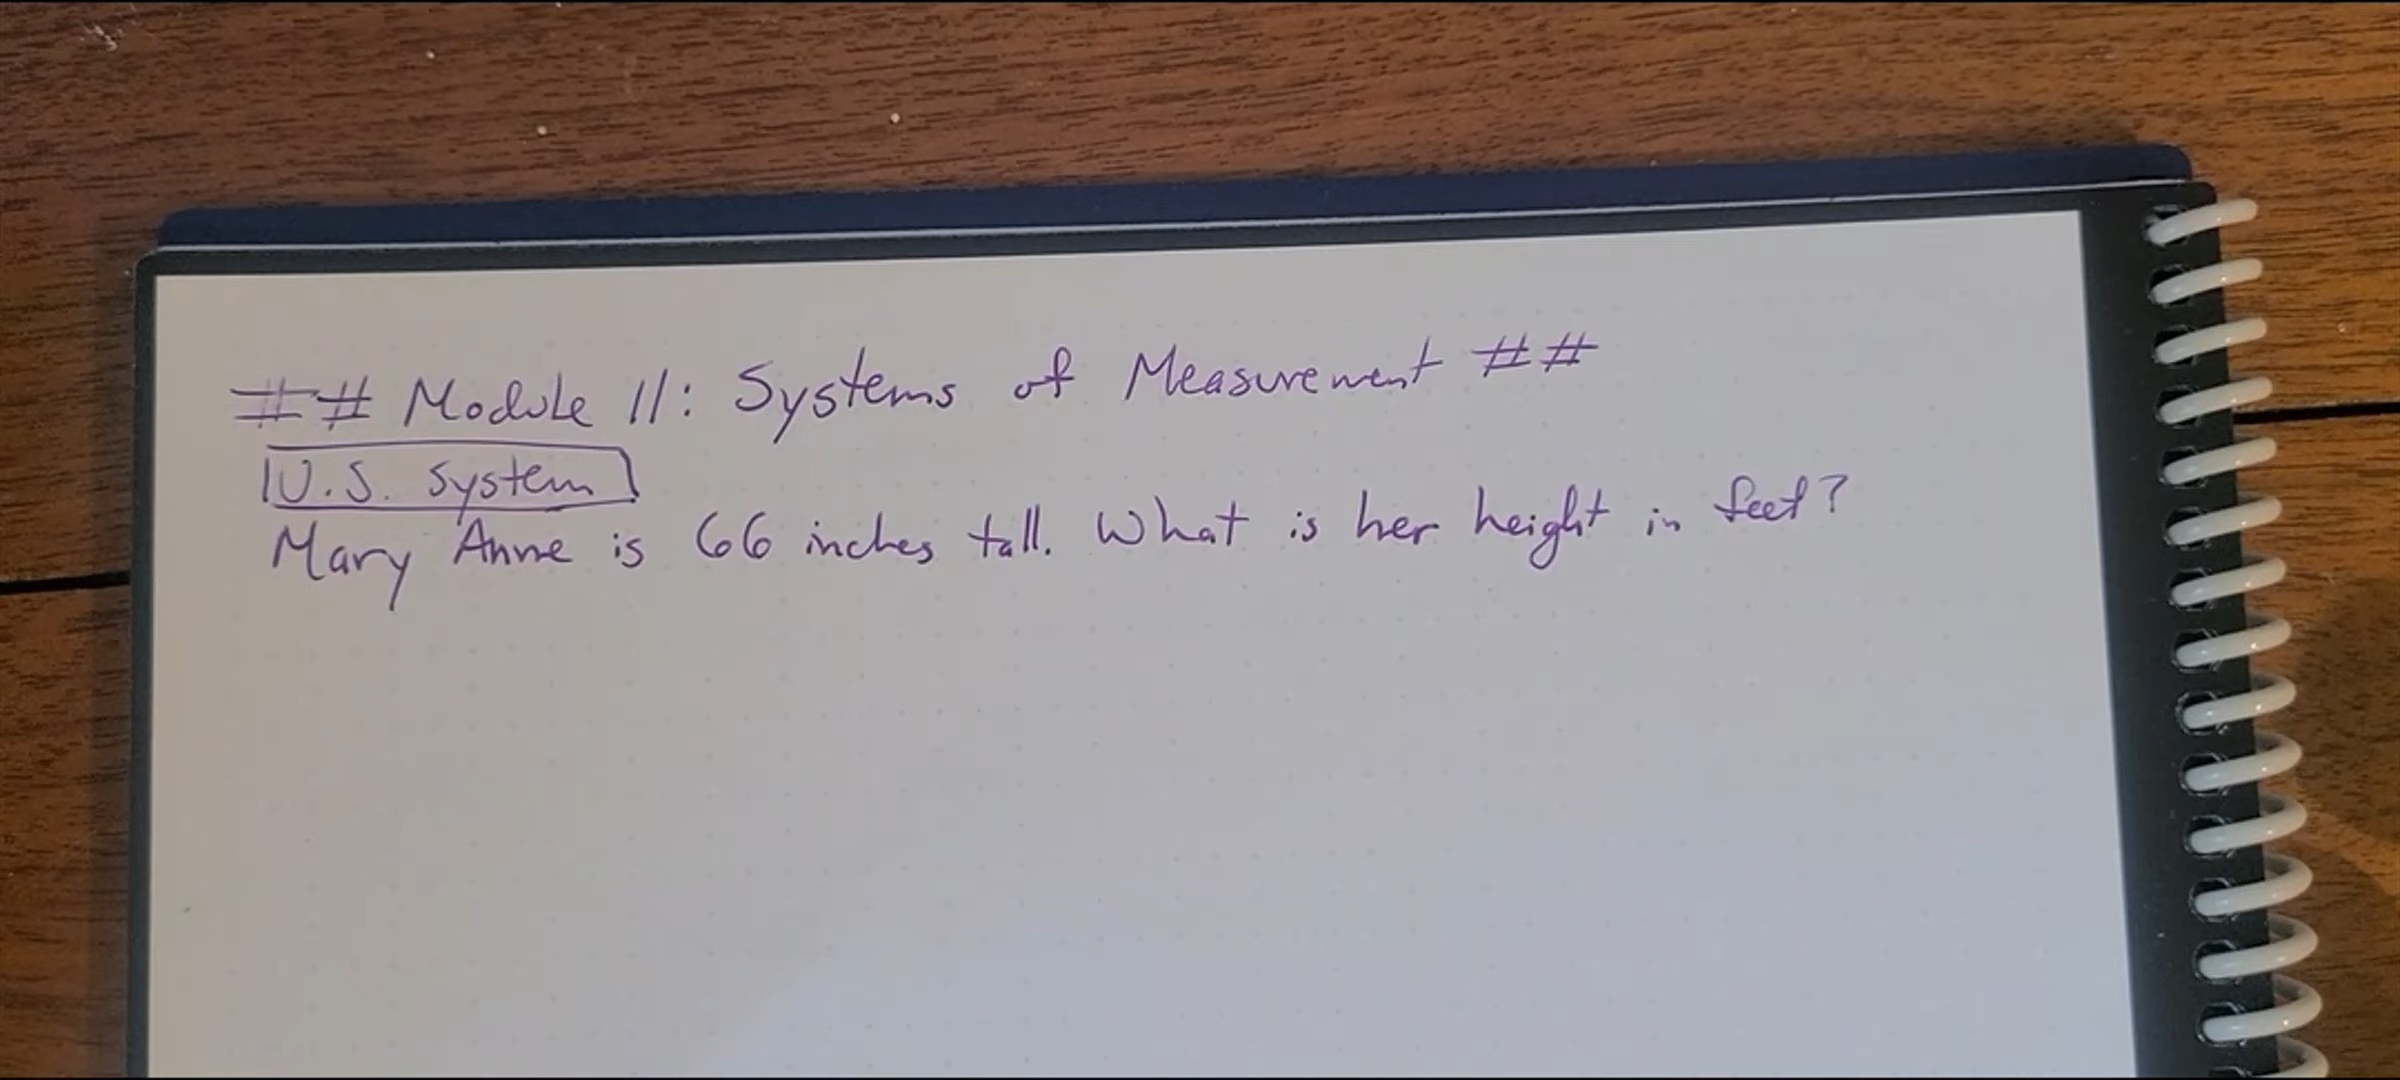 ## Module 11: Systems of Measurement ##
U.S. System
Mary Anne is 66 inches tall. What is her height in feet?